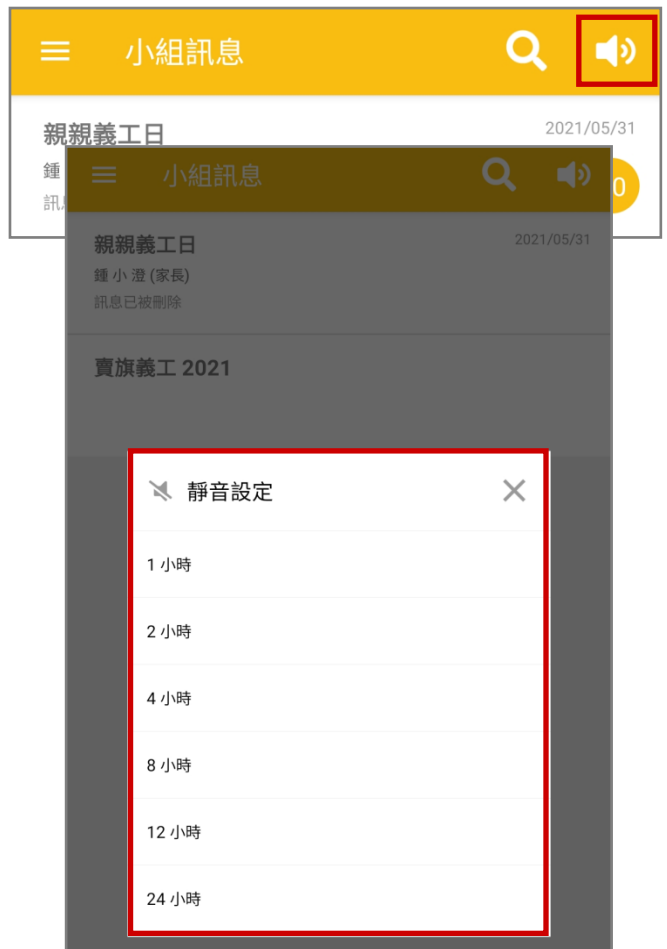 小組訊息
親親義工日
2021/05/31
鍾
0
訊
小組訊息
親親義工日
2021/05/31
鍾 小 澄 (家長)
訊息已被刪除
賣旗義工 2021
靜音設定
1 小時
2 小時
4 小時
8 小時
12 小時
24 小時